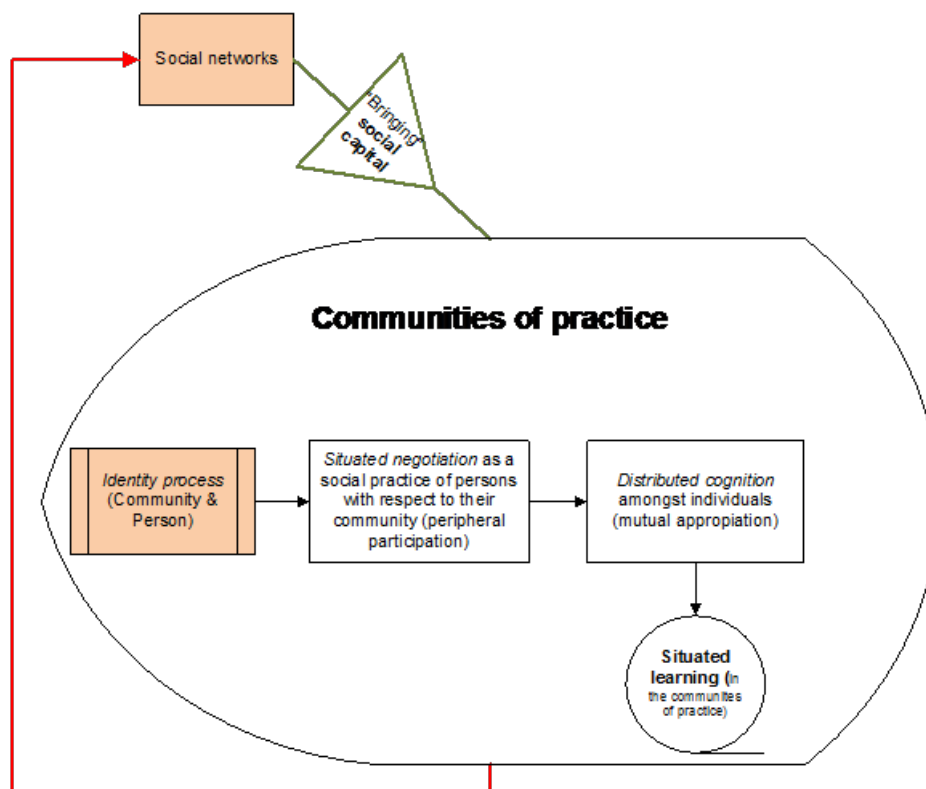 Social networks
"Bringing"
social
capital
Communities of practice
Identity process
(Community &
Person)
Situated negotiation as a
social practice of persons
with respect to their
community (peripheral
participation)
Distributed cognition
amongst individuals
(mutual appropiation)
Situated
learning (In
the communites
of practice)